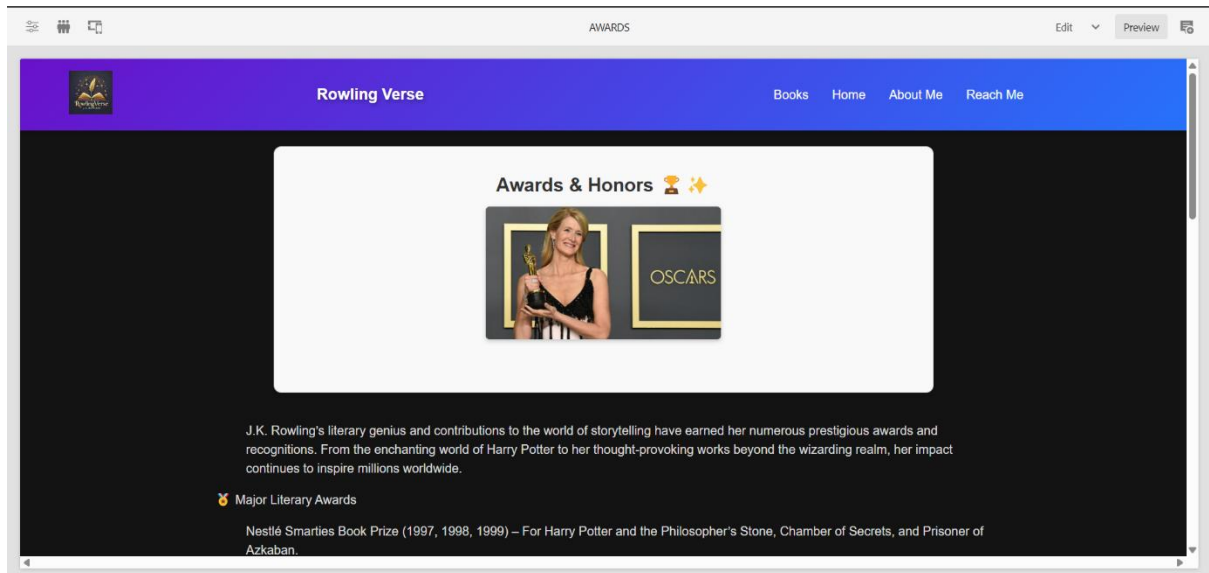 AWARDS
Edit
Preview
RowlingVerse
Rowling Verse
Books
Home
About Me
Reach Me
Awards & Honors 🏆 ✨
OSCARS
J.K. Rowling's literary genius and contributions to the world of storytelling have earned her numerous prestigious awards and
recognitions. From the enchanting world of Harry Potter to her thought-provoking works beyond the wizarding realm, her impact
continues to inspire millions worldwide.
🏅 Major Literary Awards
Nestlé Smarties Book Prize (1997, 1998, 1999) – For Harry Potter and the Philosopher's Stone, Chamber of Secrets, and Prisoner of
Azkaban.